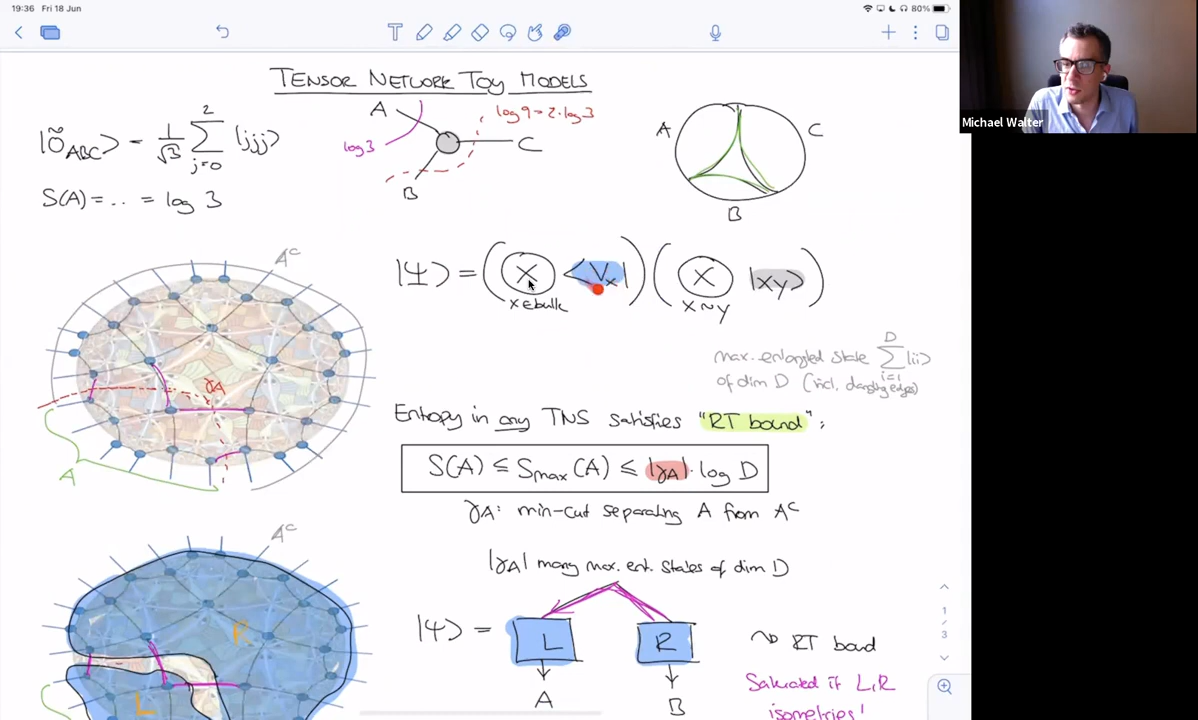 19:36 Fri 18 Jun
80%
Michael Walter
TENSOR NETWORK TOY MODELS
|õ_ABC> = 1/√3 Σ_{j=0}^{2} |jjj>
S(A) = .. = log 3
A
B
C
log 3
log 9 = 2·log 3
A
C
B
|Ψ> = (⊗_{x∈bulk} <V_x|) (⊗_{x~y} |xy>)
max. entangled state Σ_{i=1}^{D} |ii>
of dim D (incl. dangling edges)
A^c
γ_A
A
Entropy in any TNS satisfies "RT bound":
S(A) ≤ S_max(A) ≤ |γ_A|·log D
γ_A: min-cut separating A from A^c
|γ_A| many max. ent. states of dim D
A^c
R
L
|Ψ> =
L
R
A
B
~> RT bound
Saturated if L,R
isometries!
1
/
3